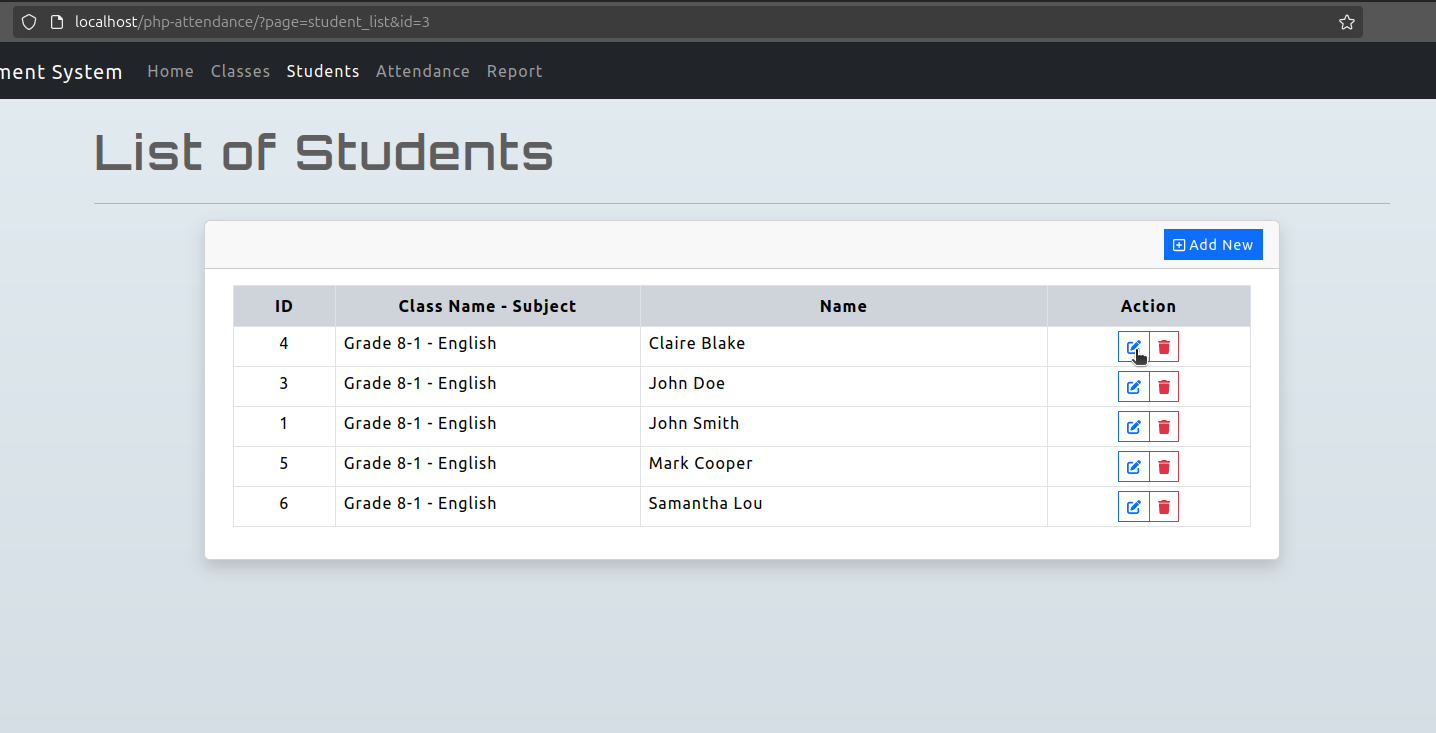 localhost/php-attendance/?page=student_list&id=3
ment System Home Classes Students Attendance Report
List of Students
Add New
ID Class Name - Subject Name Action
4 Grade 8-1 - English Claire Blake
3 Grade 8-1 - English John Doe
1 Grade 8-1 - English John Smith
5 Grade 8-1 - English Mark Cooper
6 Grade 8-1 - English Samantha Lou